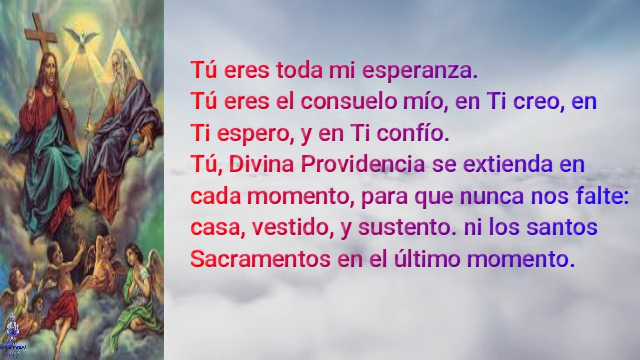 Tú eres toda mi esperanza.
Tú eres el consuelo mío, en Ti creo, en
Ti espero, y en Ti confío.
Tú, Divina Providencia se extienda en
cada momento, para que nunca nos falte:
casa, vestido, y sustento. ni los santos
Sacramentos en el último momento.